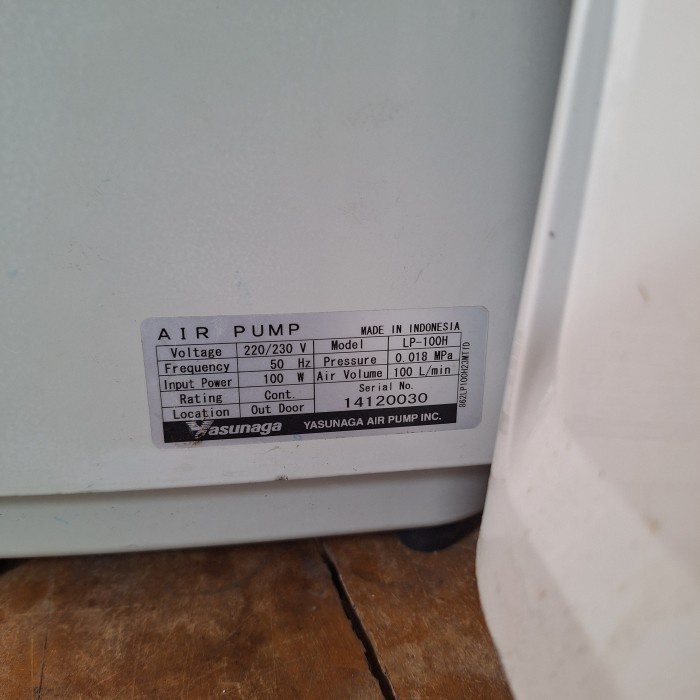 AIR PUMP MADE IN INDONESIA
Voltage 220/230 V Model LP-100H
Frequency 50 Hz Pressure 0.018 MPa
Input Power 100 W Air Volume 100 L/min
Rating Cont. Serial No.
Location Out Door 14120030
Yasunaga YASUNAGA AIR PUMP INC.